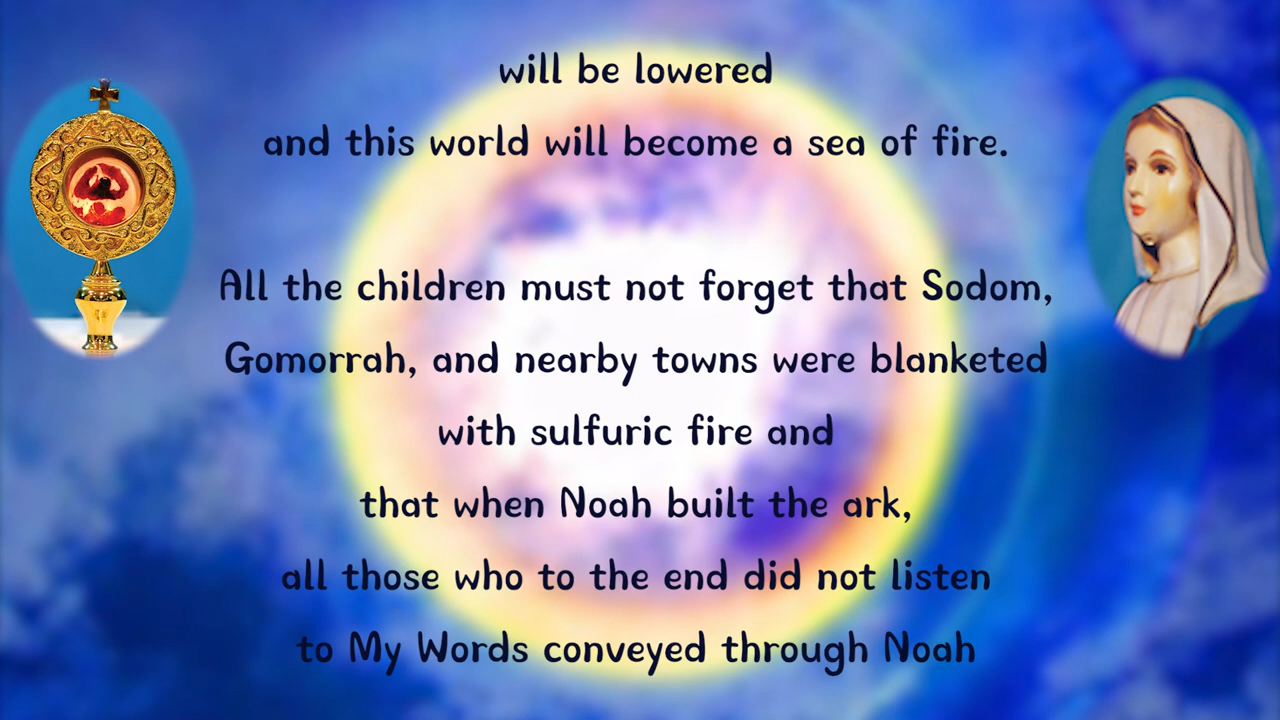 will be lowered
and this world will become a sea of fire.
All the children must not forget that Sodom,
Gomorrah, and nearby towns were blanketed
with sulfuric fire and
that when Noah built the ark,
all those who to the end did not listen
to My Words conveyed through Noah